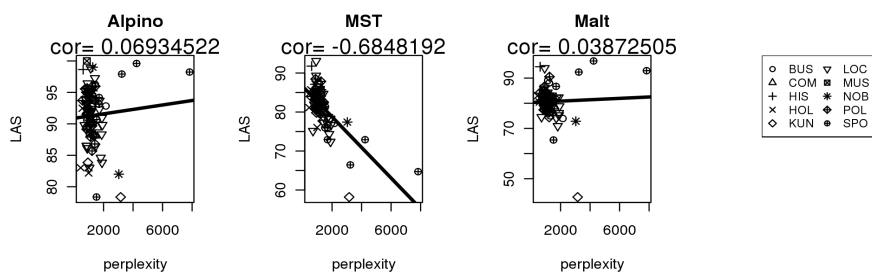 Alpino
cor= 0.06934522
LAS
80 85 90 95
2000 6000
perplexity
MST
cor= -0.6848192
LAS
60 70 80 90
2000 6000
perplexity
Malt
cor= 0.03872505
LAS
50 70 90
2000 6000
perplexity
BUS LOC
COM MUS
HIS NOB
HOL POL
KUN SPO